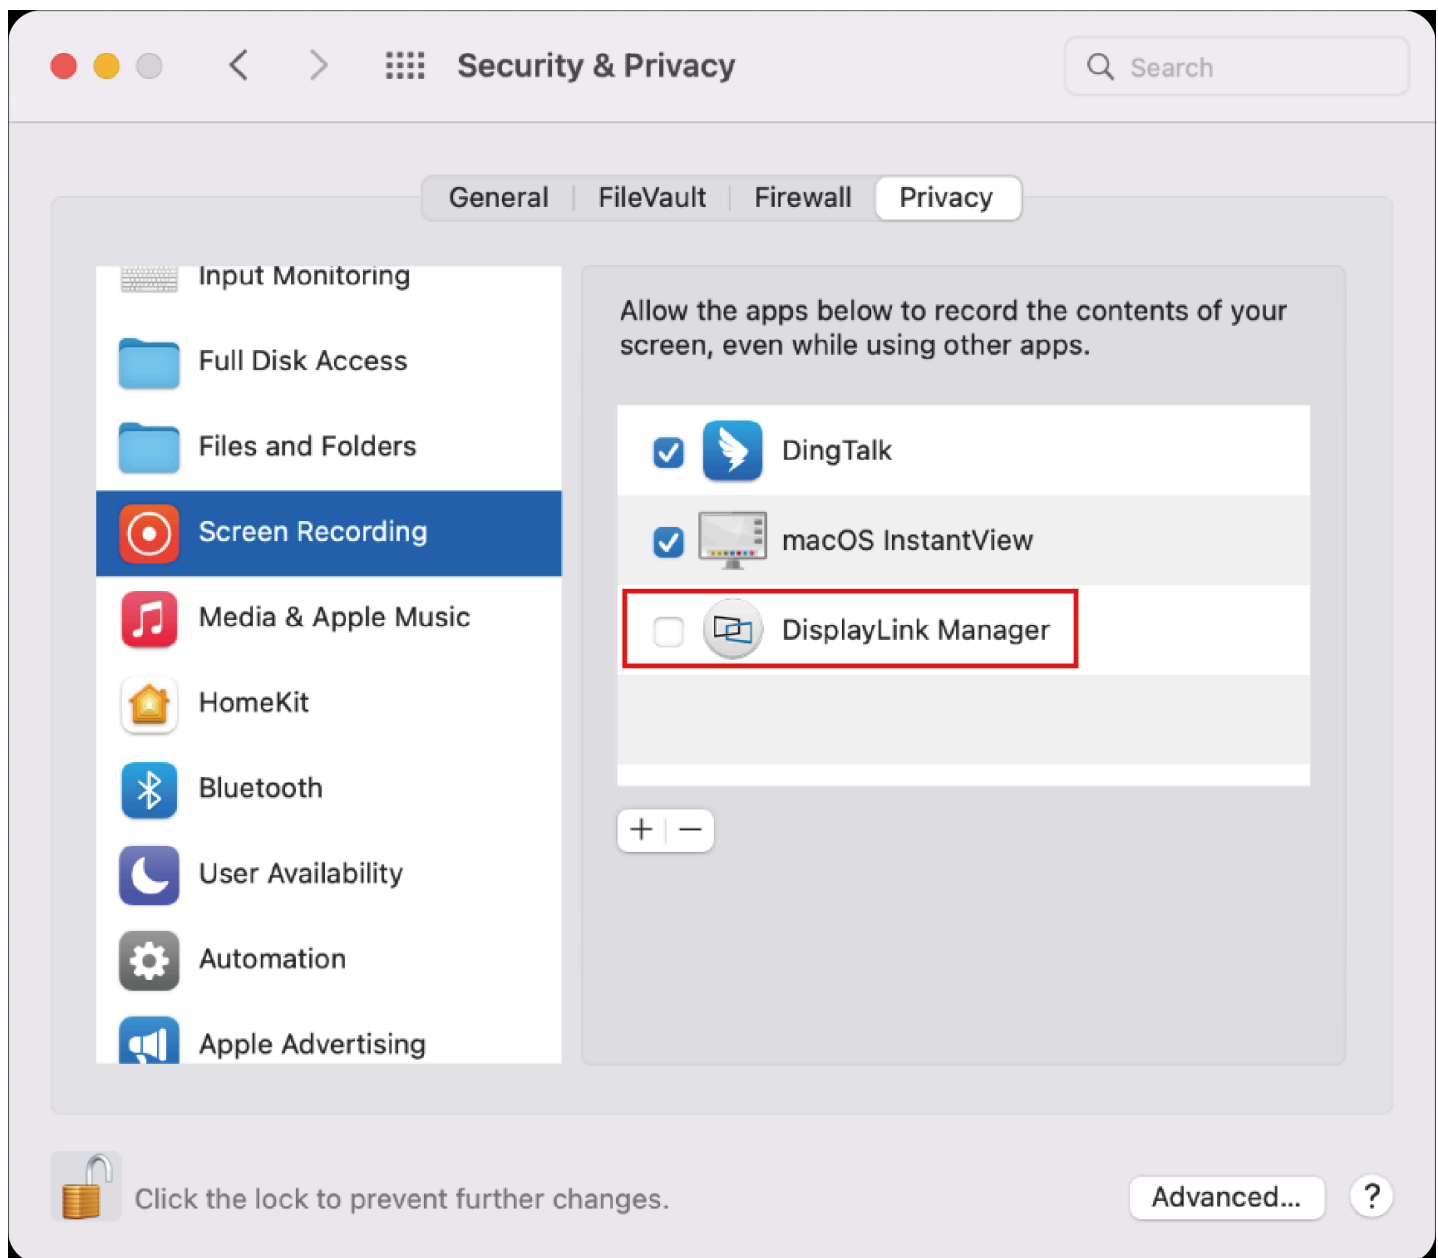 Security & Privacy
Search
General
FileVault
Firewall
Privacy
Input Monitoring
Full Disk Access
Files and Folders
Screen Recording
Media & Apple Music
HomeKit
Bluetooth
User Availability
Automation
Apple Advertising
Allow the apps below to record the contents of your
screen, even while using other apps.
DingTalk
macOS InstantView
DisplayLink Manager
+ −
Click the lock to prevent further changes.
Advanced...
?